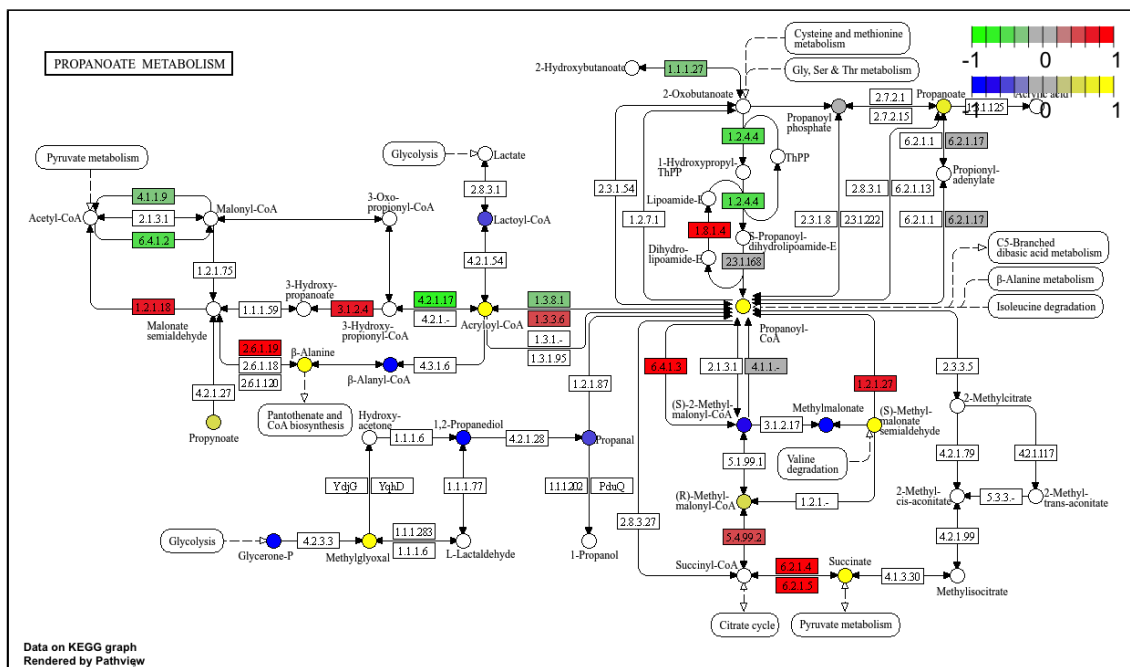 PROPANOATE METABOLISM
Cysteine and methionine
metabolism
Gly, Ser & Thr metabolism
-1 0 1
-1 0 1
2-Hydroxybutanoate
1.1.1.27
2-Oxobutanoate
Propanoyl
phosphate
2.7.2.1
2.7.2.15
Propanoate
1.3.1.125
Acrylic acid
1.2.4.4
ThPP
1-Hydroxypropyl-
ThPP
6.2.1.1
6.2.1.17
Propionyl-
adenylate
Pyruvate metabolism
Glycolysis
Lactate
2.8.3.1
Lactoyl-CoA
4.2.1.54
2.3.1.54
1.2.7.1
Lipoamide-E
1.2.4.4
1.8.1.4
S-Propanoyl-
dihydrolipoamide-E
Dihydro-
lipoamide-E
2.3.1.168
2.3.1.8
2.3.1.222
2.8.3.1
6.2.1.13
6.2.1.1
6.2.1.17
4.1.1.9
Acetyl-CoA
2.1.3.1
Malonyl-CoA
6.4.1.2
3-Oxo-
propionyl-CoA
1.2.1.75
C5-Branched
dibasic acid metabolism
β-Alanine metabolism
Isoleucine degradation
1.2.1.18
Malonate
semialdehyde
1.1.1.59
3-Hydroxy-
propanoate
3.1.2.4
3-Hydroxy-
propionyl-CoA
4.2.1.17
4.2.1.-
Acryloyl-CoA
1.3.8.1
1.3.3.6
1.3.1.-
1.3.1.95
Propanoyl-
CoA
2.6.1.19
2.6.1.18
2.6.1.120
β-Alanine
β-Alanyl-CoA
4.3.1.6
1.2.1.87
6.4.1.3
2.1.3.1
4.1.1.-
1.2.1.27
2.3.3.5
4.2.1.27
Propynoate
Pantothenate and
CoA biosynthesis
Hydroxy-
acetone
1.1.1.6
1,2-Propanediol
4.2.1.28
Propanal
(S)-2-Methyl-
malonyl-CoA
3.1.2.17
Methylmalonate
(S)-Methyl-
malonate
semialdehyde
2-Methylcitrate
Valine
degradation
5.1.99.1
4.2.1.79
4.2.1.117
YdjG
YqhD
1.1.1.77
1.1.1.202
PduQ
(R)-Methyl-
malonyl-CoA
1.2.1.-
2-Methyl-
cis-aconitate
5.3.3.-
2-Methyl-
trans-aconitate
2.8.3.27
Glycolysis
Glycerone-P
4.2.3.3
Methylglyoxal
1.1.1.283
1.1.1.6
L-Lactaldehyde
1-Propanol
5.4.99.2
4.2.1.99
Succinyl-CoA
6.2.1.4
6.2.1.5
Succinate
4.1.3.30
Methylisocitrate
Citrate cycle
Pyruvate metabolism
Data on KEGG graph
Rendered by Pathview